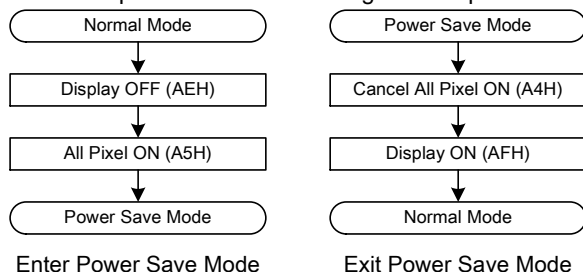 Normal Mode
Display OFF (AEH)
All Pixel ON (A5H)
Power Save Mode
Enter Power Save Mode
Power Save Mode
Cancel All Pixel ON (A4H)
Display ON (AFH)
Normal Mode
Exit Power Save Mode